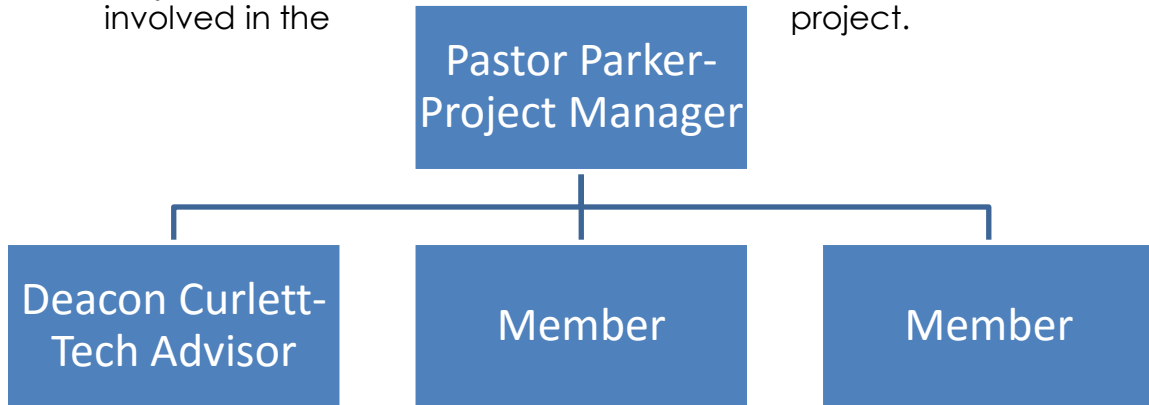 involved in the project.
Pastor Parker-
Project Manager
Deacon Curlett-
Tech Advisor
Member
Member